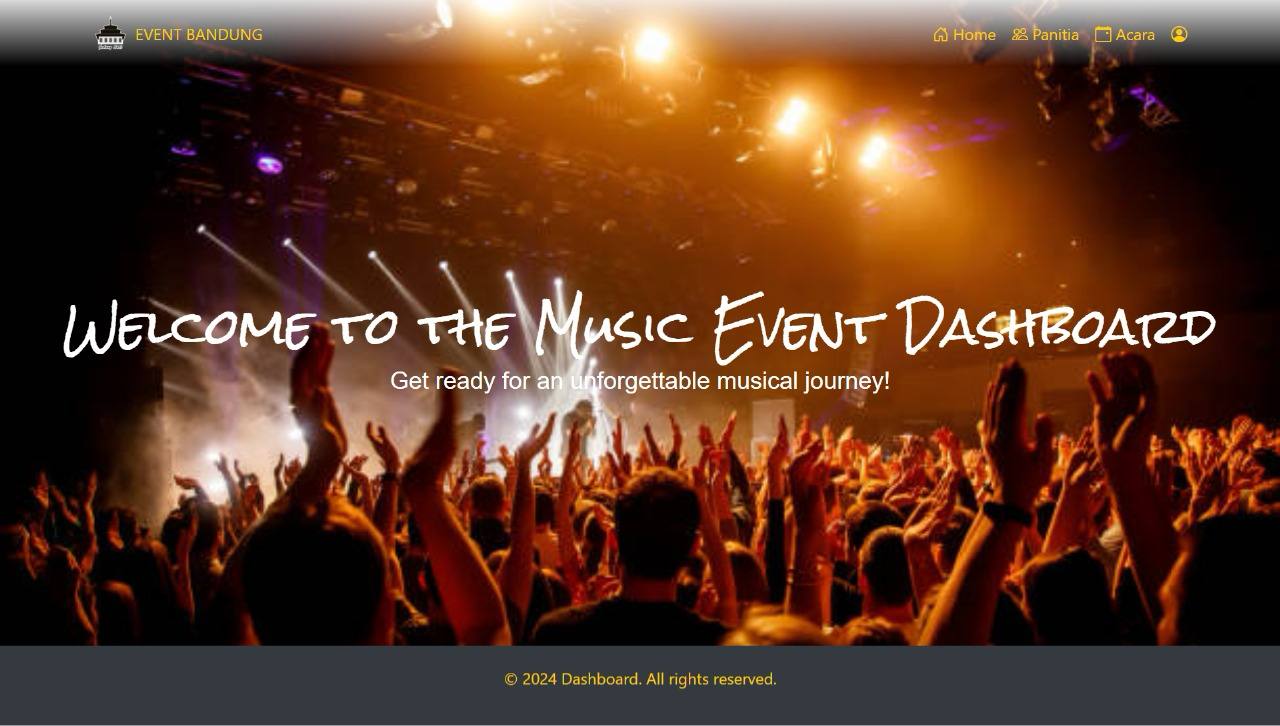 EVENT BANDUNG
Home Panitia Acara
Welcome to the Music Event Dashboard
Get ready for an unforgettable musical journey!
© 2024 Dashboard. All rights reserved.